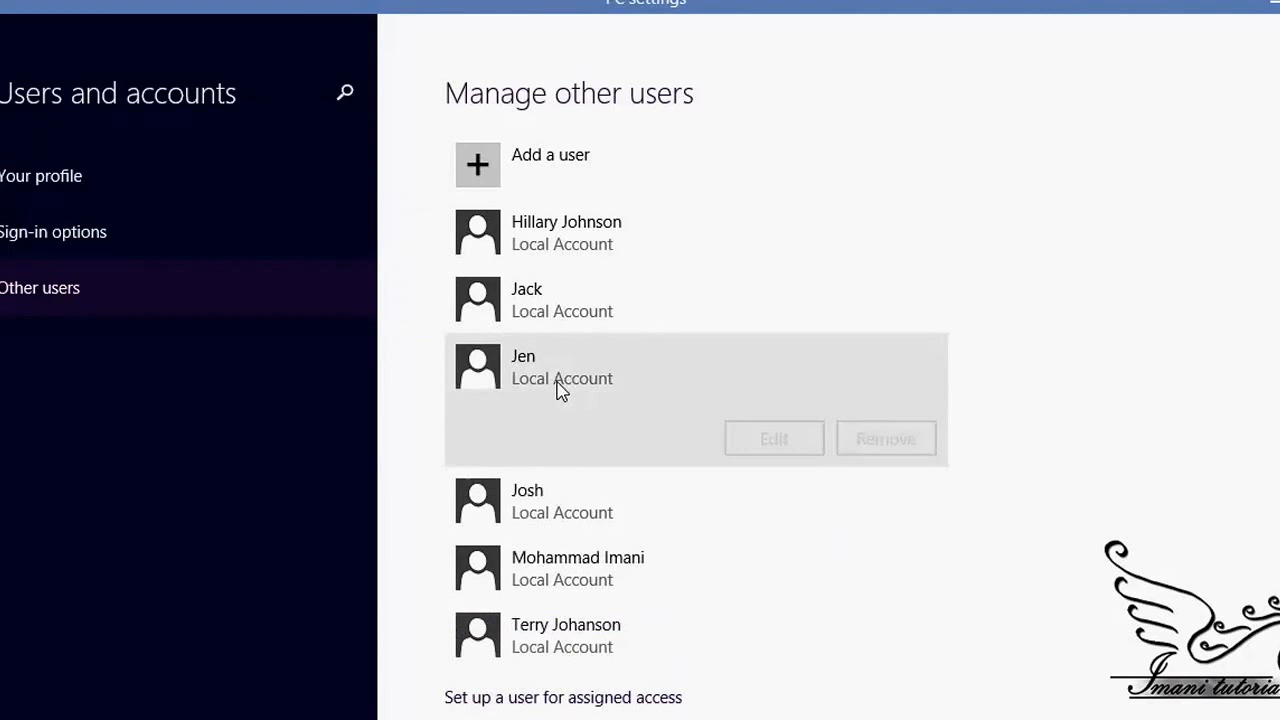 PC settings
Users and accounts
Your profile
Sign-in options
Other users
Manage other users
Add a user
Hillary Johnson
Local Account
Jack
Local Account
Jen
Local Account
Edit
Remove
Josh
Local Account
Mohammad Imani
Local Account
Terry Johanson
Local Account
Set up a user for assigned access
Imani tutoria